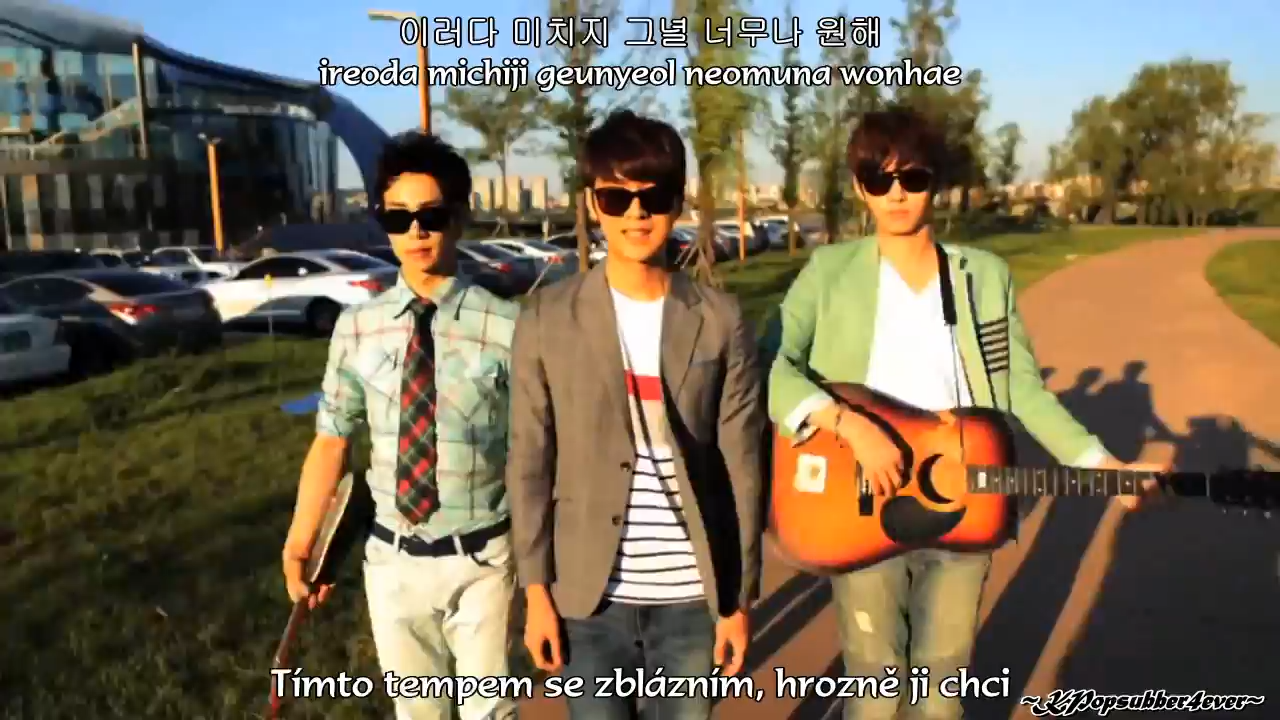 이러다 미치지 그녈 너무나 원해
ireoda michiji geunyeol neomuna wonhae
Tímto tempem se zblázním, hrozně ji chci
~KPopsubber4ever~